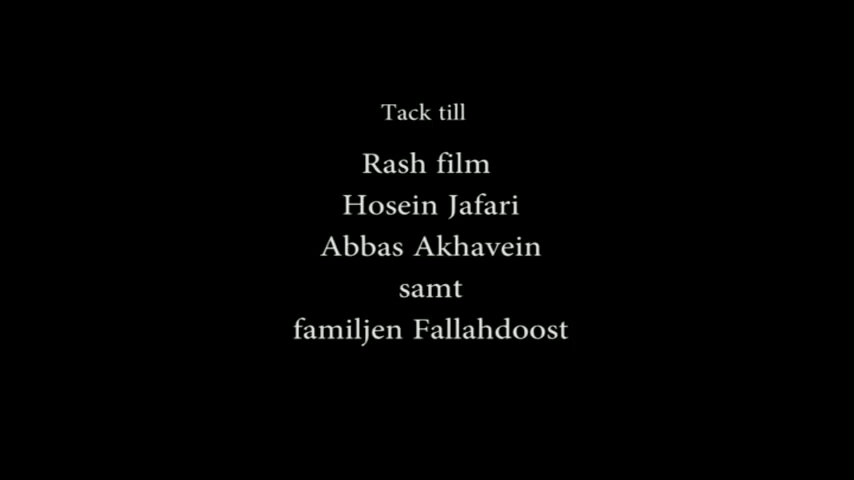 Tack till
Rash film
Hosein Jafari
Abbas Akhavein
samt
familjen Fallahdoost